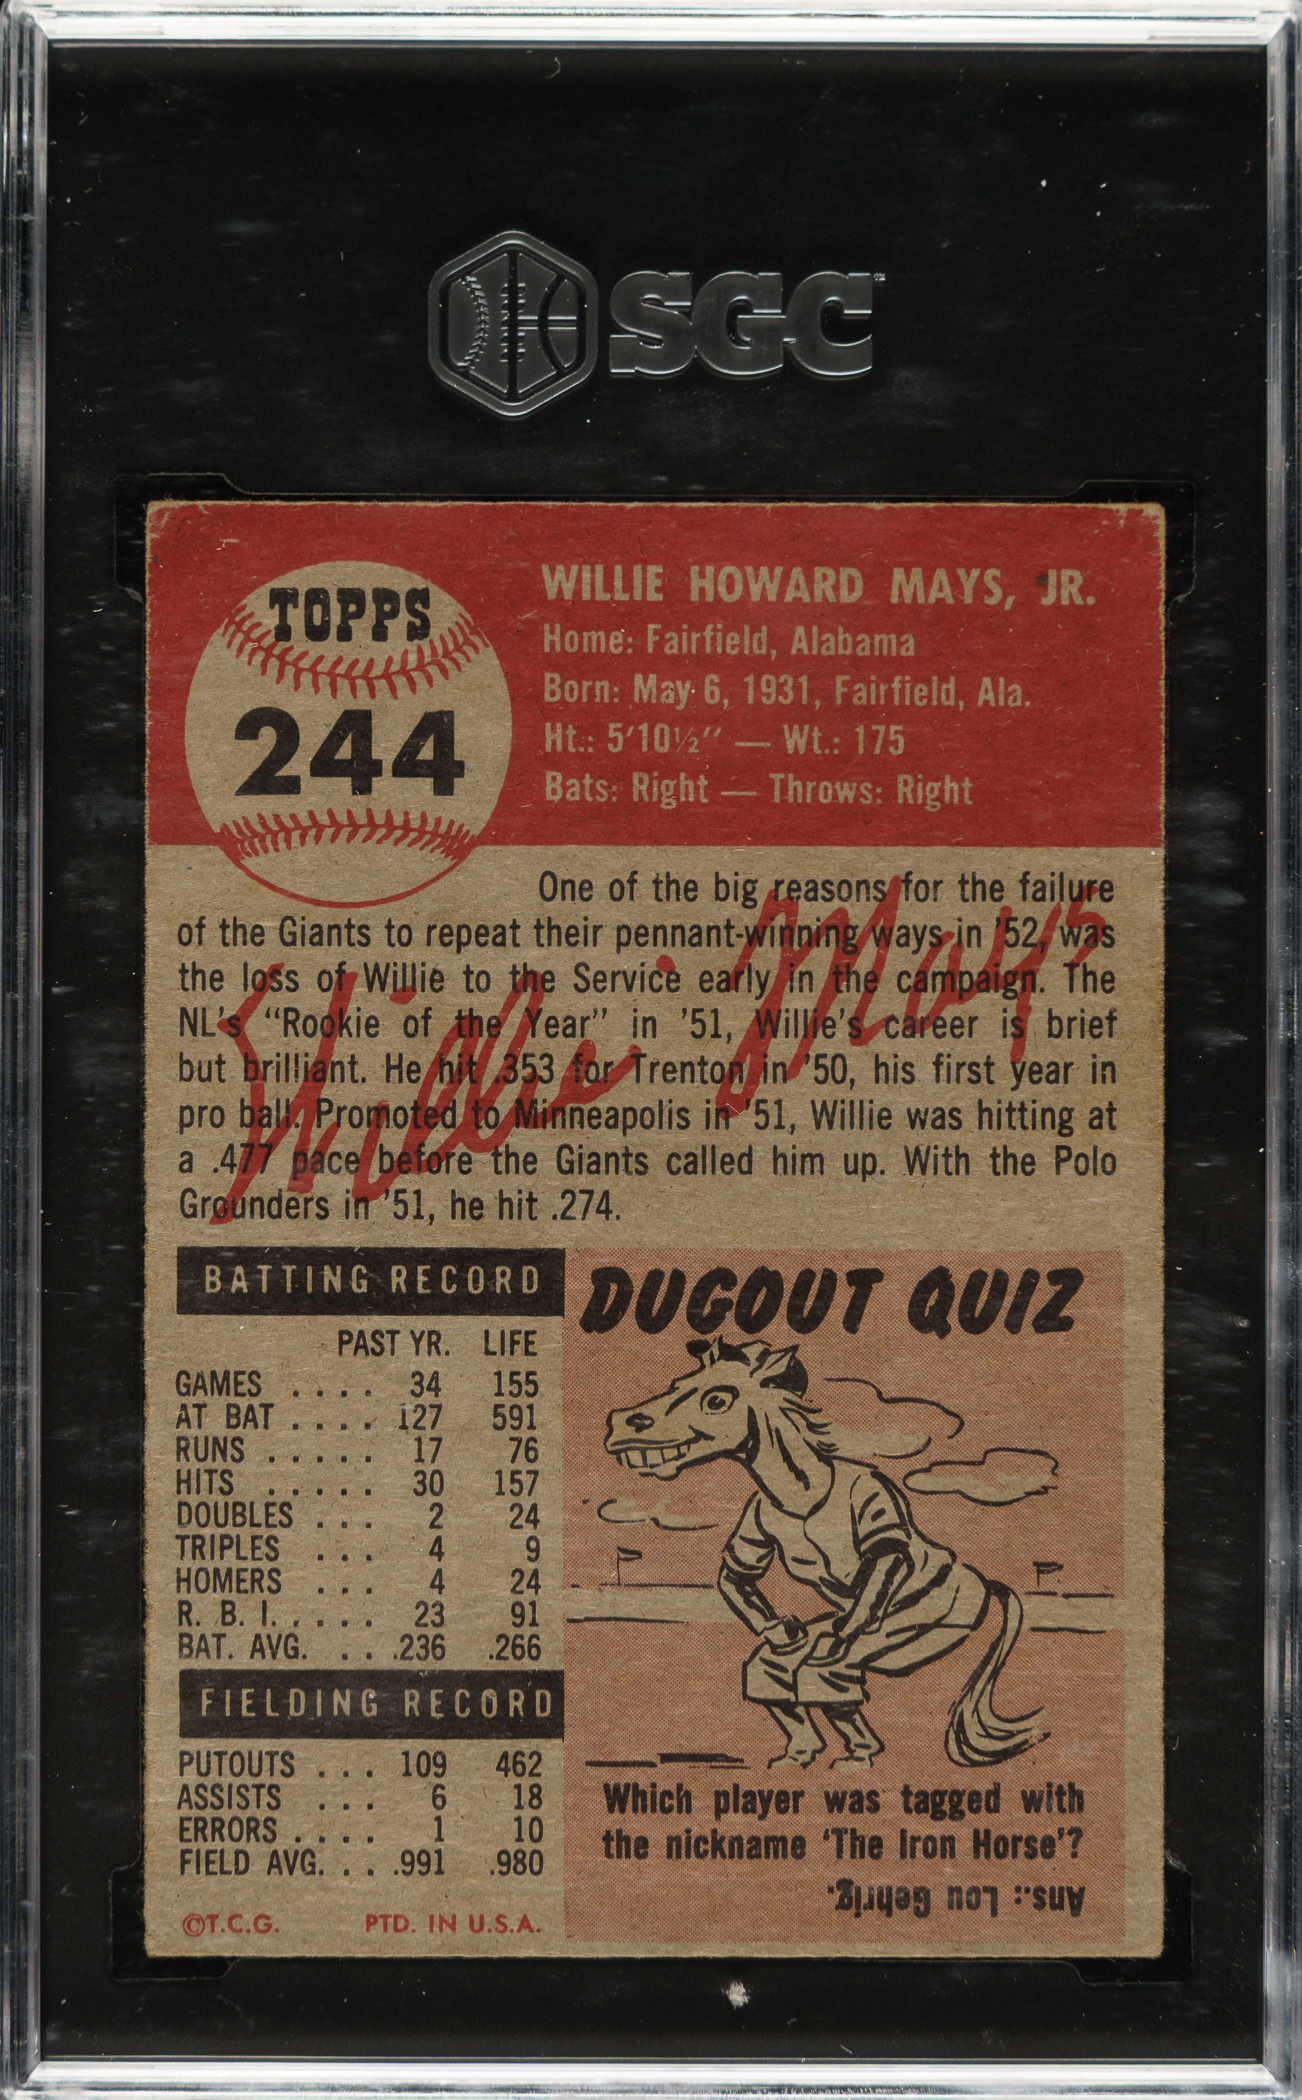 SGC
TOPPS
244
WILLIE HOWARD MAYS, JR.
Home: Fairfield, Alabama
Born: May 6, 1931, Fairfield, Ala.
Ht.: 5'10½" — Wt.: 175
Bats: Right — Throws: Right
One of the big reasons for the failure
of the Giants to repeat their pennant-winning ways in '52, was
the loss of Willie to the Service early in the campaign. The
NL's "Rookie of the Year" in '51, Willie's career is brief
but brilliant. He hit .353 for Trenton in '50, his first year in
pro ball. Promoted to Minneapolis in '51, Willie was hitting at
a .477 pace before the Giants called him up. With the Polo
Grounders in '51, he hit .274.
Willie Mays
BATTING RECORD
PAST YR. LIFE
GAMES .... 34 155
AT BAT .... 127 591
RUNS ..... 17 76
HITS ..... 30 157
DOUBLES ... 2 24
TRIPLES ... 4 9
HOMERS ... 4 24
R. B. I. .... 23 91
BAT. AVG. ... .236 .266
FIELDING RECORD
PUTOUTS ... 109 462
ASSISTS ... 6 18
ERRORS .... 1 10
FIELD AVG. ... .991 .980
©T.C.G. PTD. IN U.S.A.
DUGOUT QUIZ
Which player was tagged with
the nickname 'The Iron Horse'?
Ans.: Lou Gehrig.